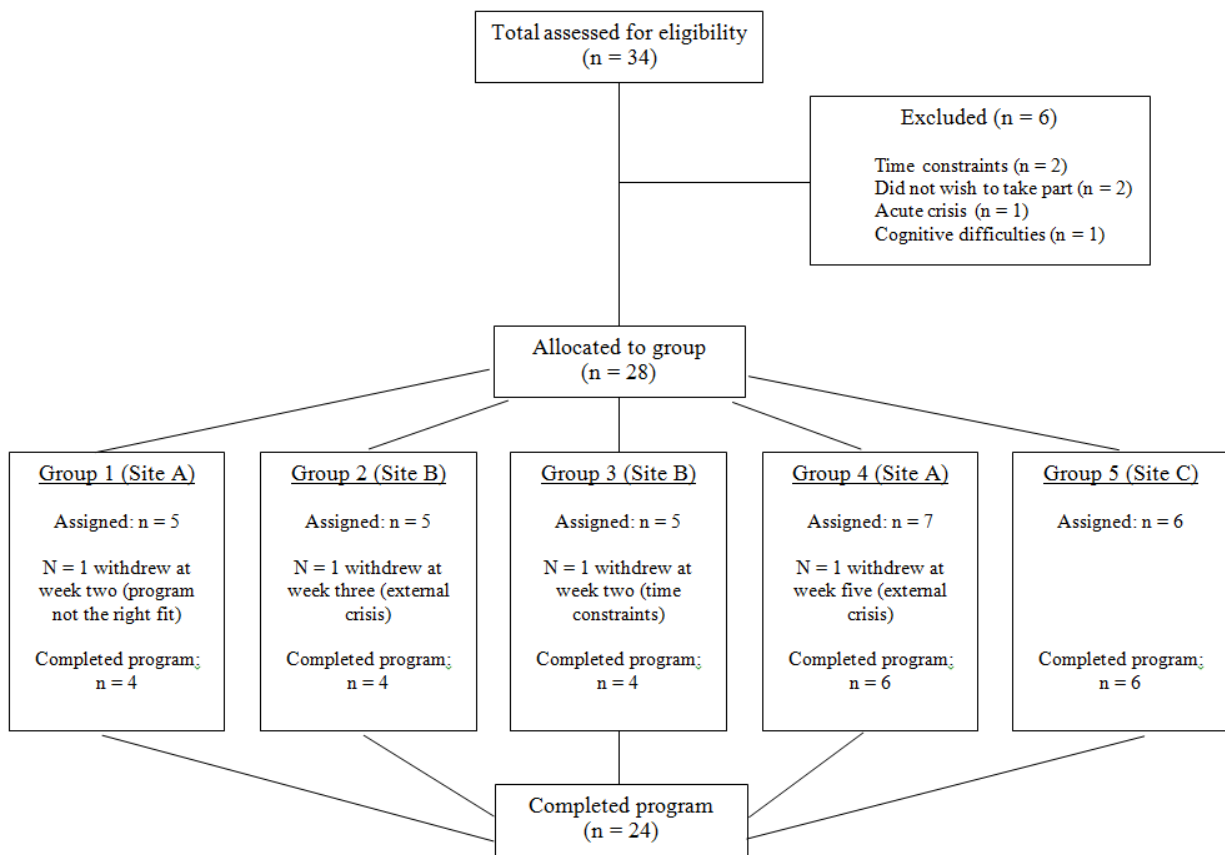 Total assessed for eligibility
(n = 34)
Excluded (n = 6)
Time constraints (n = 2)
Did not wish to take part (n = 2)
Acute crisis (n = 1)
Cognitive difficulties (n = 1)
Allocated to group
(n = 28)
Group 1 (Site A)
Assigned: n = 5
N = 1 withdrew at
week two (program
not the right fit)
Completed program:
n = 4
Group 2 (Site B)
Assigned: n = 5
N = 1 withdrew at
week three (external
crisis)
Completed program:
n = 4
Group 3 (Site B)
Assigned: n = 5
N = 1 withdrew at
week two (time
constraints)
Completed program:
n = 4
Group 4 (Site A)
Assigned: n = 7
N = 1 withdrew at
week five (external
crisis)
Completed program:
n = 6
Group 5 (Site C)
Assigned: n = 6
Completed program:
n = 6
Completed program
(n = 24)